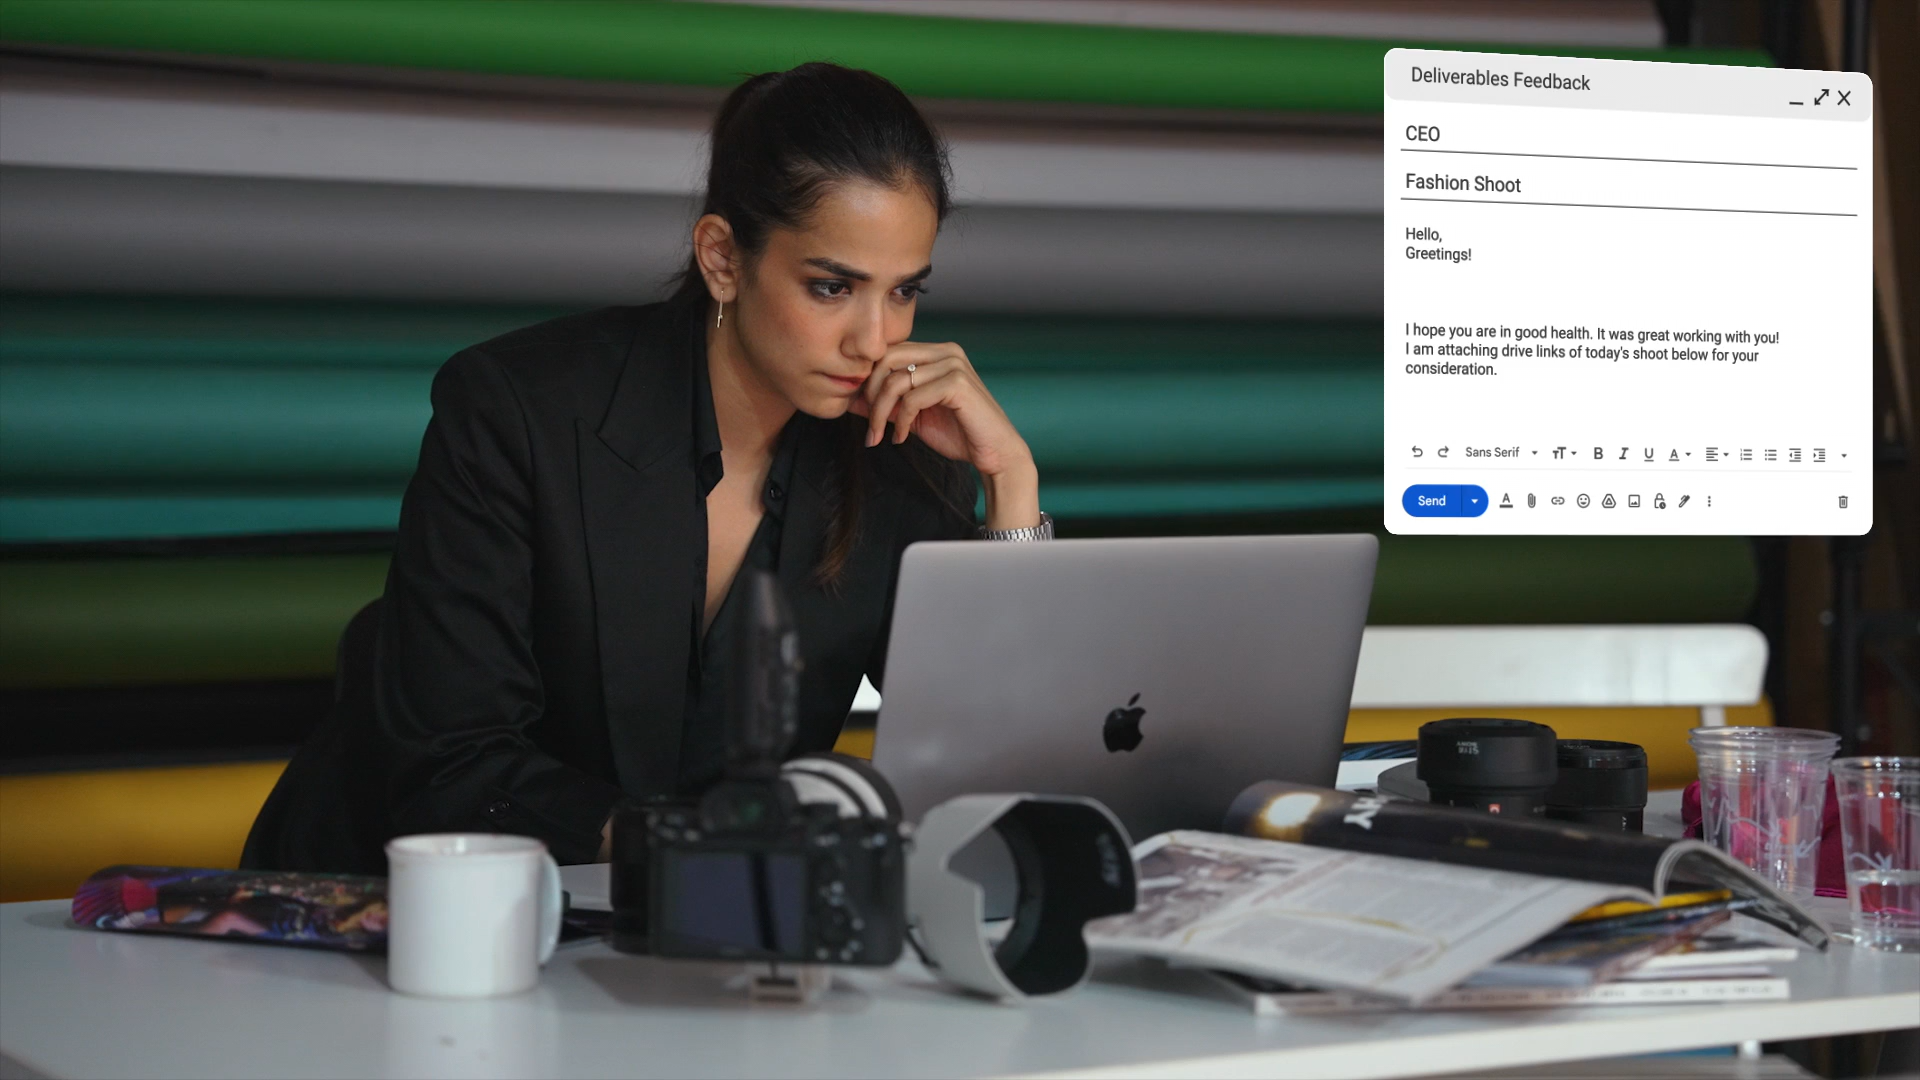 Deliverables Feedback
CEO
Fashion Shoot
Hello,
Greetings!
I hope you are in good health. It was great working with you!
I am attaching drive links of today's shoot below for your
consideration.
Sans Serif
Send
SONY